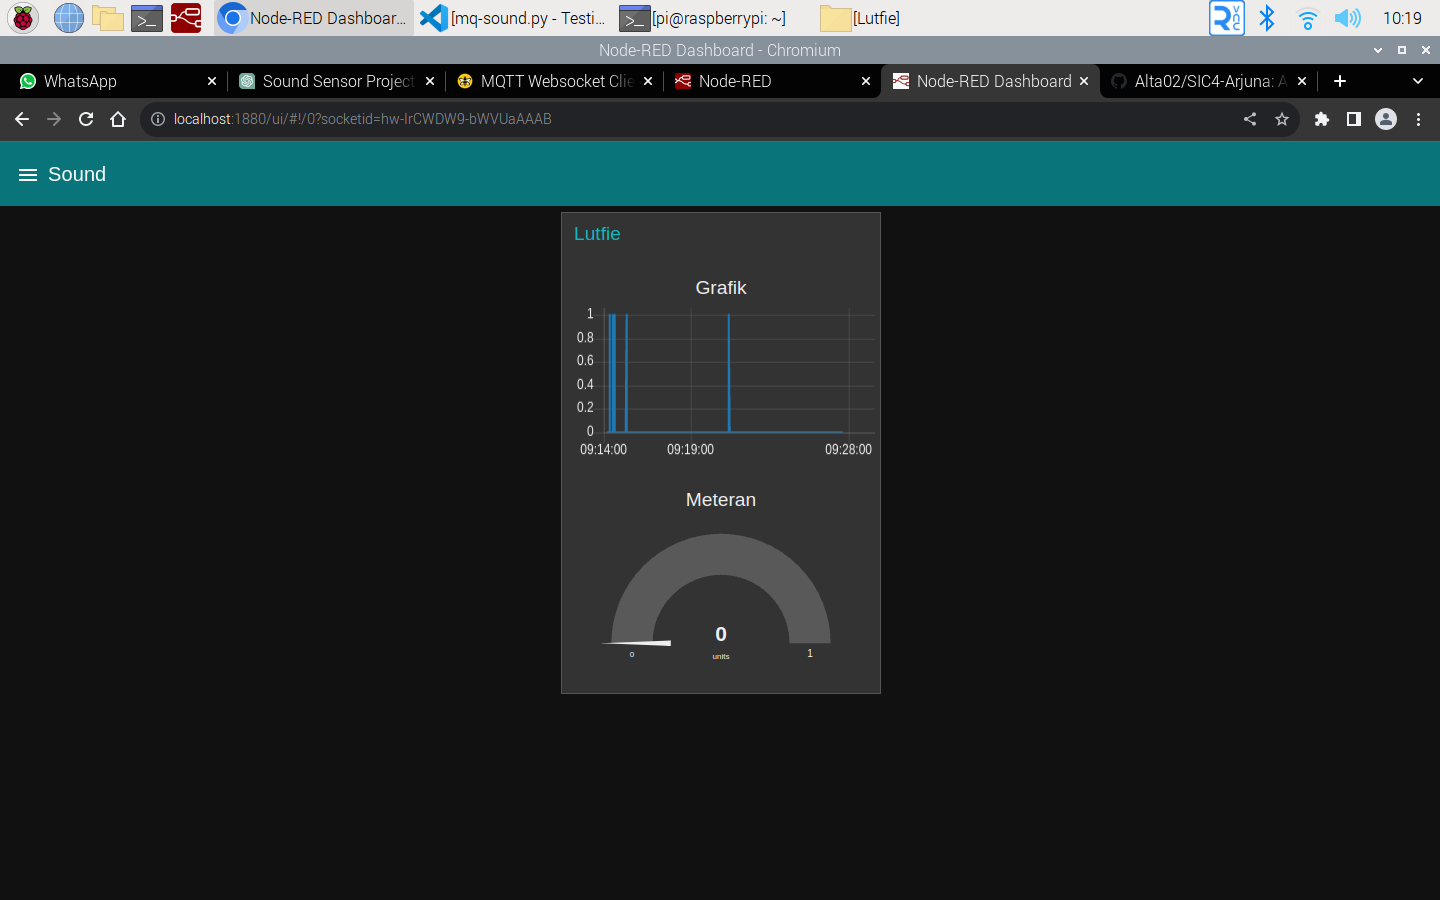 Node-RED Dashboar... [mq-sound.py - Testi... [pi@raspberrypi: ~] [Lutfie] 10:19
Node-RED Dashboard - Chromium
WhatsApp Sound Sensor Project MQTT Websocket Clie Node-RED Node-RED Dashboard Alta02/SIC4-Arjuna: A
localhost:1880/ui/#!/0?socketid=hw-IrCWDW9-bWVUaAAAB
Sound
Lutfie
Grafik
1
0.8
0.6
0.4
0.2
0
09:14:00 09:19:00 09:28:00
Meteran
0
units
0 1